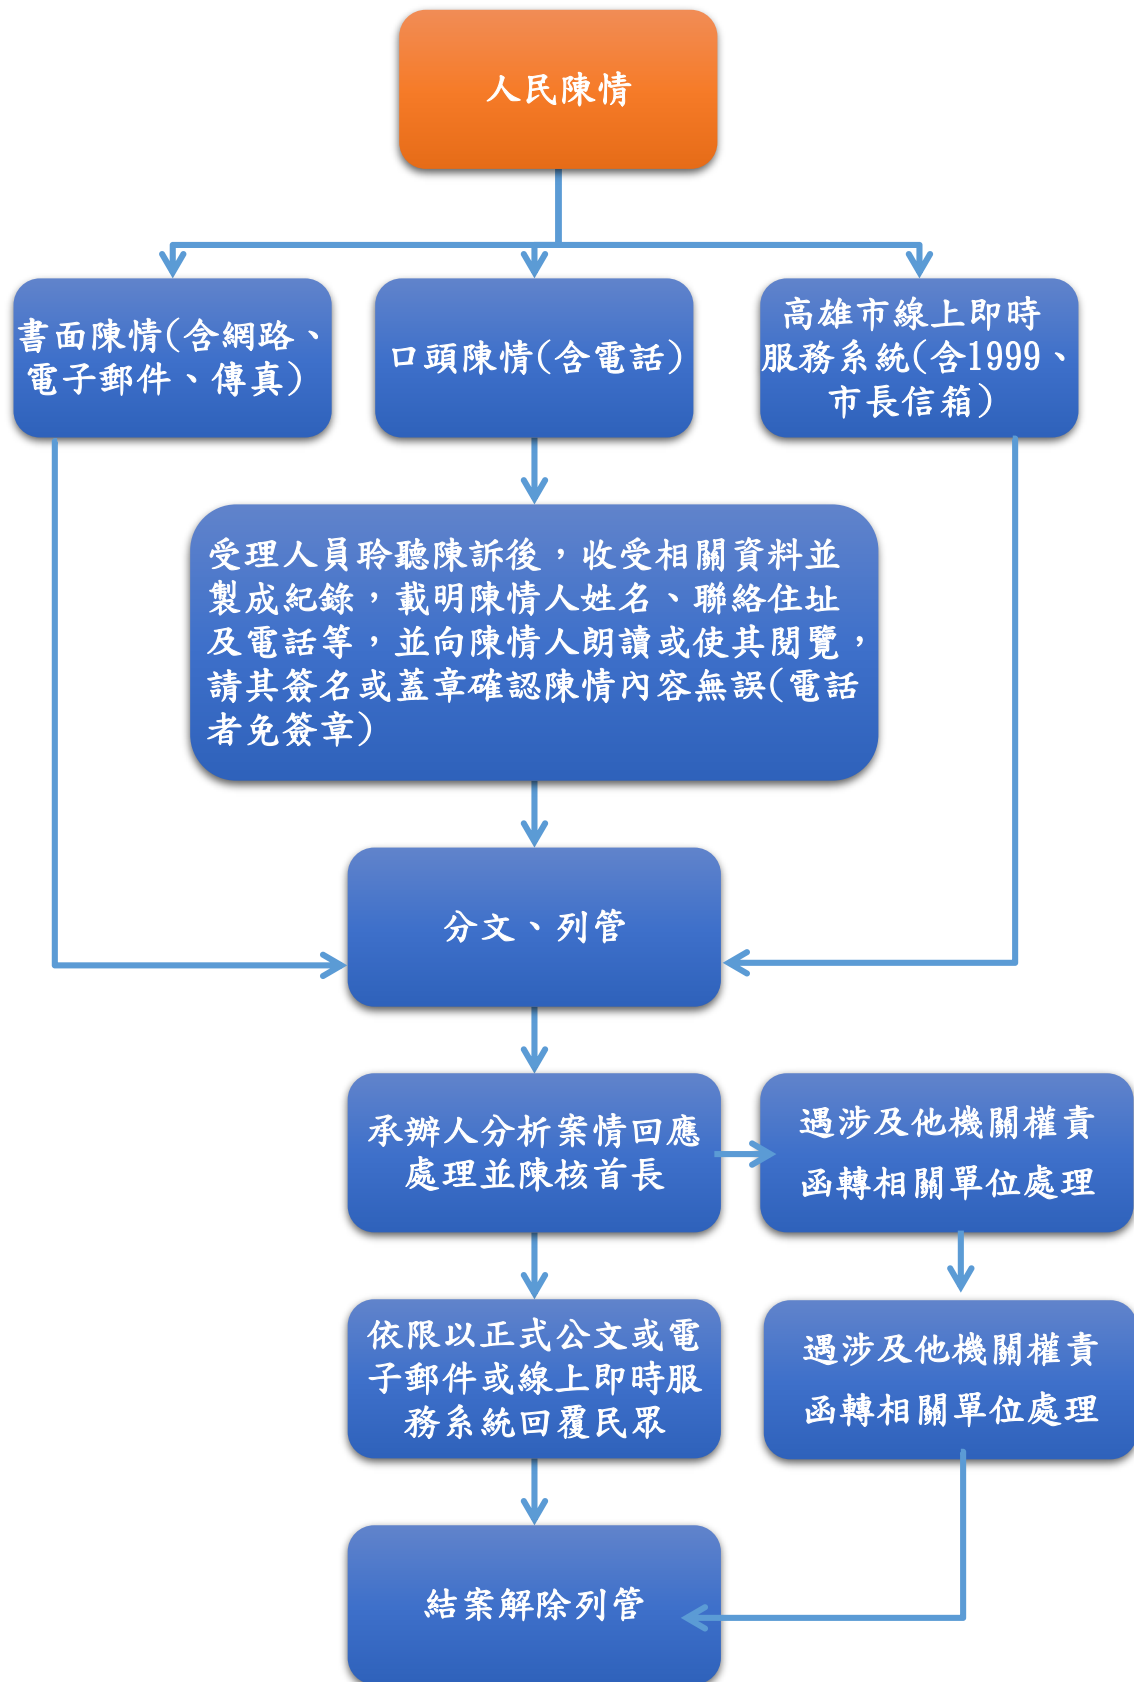 人民陳情
書面陳情(含網路、
電子郵件、傳真)
口頭陳情(含電話)
高雄市線上即時
服務系統(含1999、
市長信箱)
受理人員聆聽陳訴後，收受相關資料並
製成紀錄，載明陳情人姓名、聯絡住址
及電話等，並向陳情人朗讀或使其閱覽，
請其簽名或蓋章確認陳情內容無誤(電話
者免簽章)
分文、列管
承辦人分析案情回應
處理並陳核首長
遇涉及他機關權責
函轉相關單位處理
依限以正式公文或電
子郵件或線上即時服
務系統回覆民眾
遇涉及他機關權責
函轉相關單位處理
結案解除列管